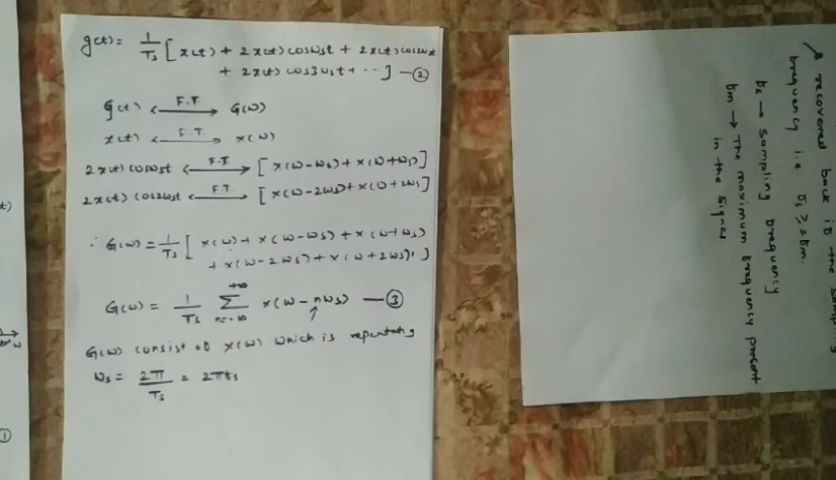 g(t) = 1/Ts [ x(t) + 2x(t) cosωst + 2x(t) cos2ωst
+ 2x(t) cos3ωst + ... ] — ②
g(t) <—F.T—> G(ω)
x(t) <—F.T—> X(ω)
2x(t) cosωst <—F.T—> [ X(ω-ωs) + X(ω+ωs) ]
2x(t) cos2ωst <—F.T—> [ X(ω-2ωs) + X(ω+2ωs) ]
∴ G(ω) = 1/Ts [ X(ω) + X(ω-ωs) + X(ω+ωs)
+ X(ω-2ωs) + X(ω+2ωs) ]
G(ω) = 1/Ts +∞ Σ n=-∞ X(ω-nωs) — ③
G(ω) consist of X(ω) which is repeating
ωs = 2π/Ts = 2πfs
recovered back is the
frequency i.e. fs ≥ 2fm.
fs → Sampling frequency
fm → The maximum frequency present
in the signal
①